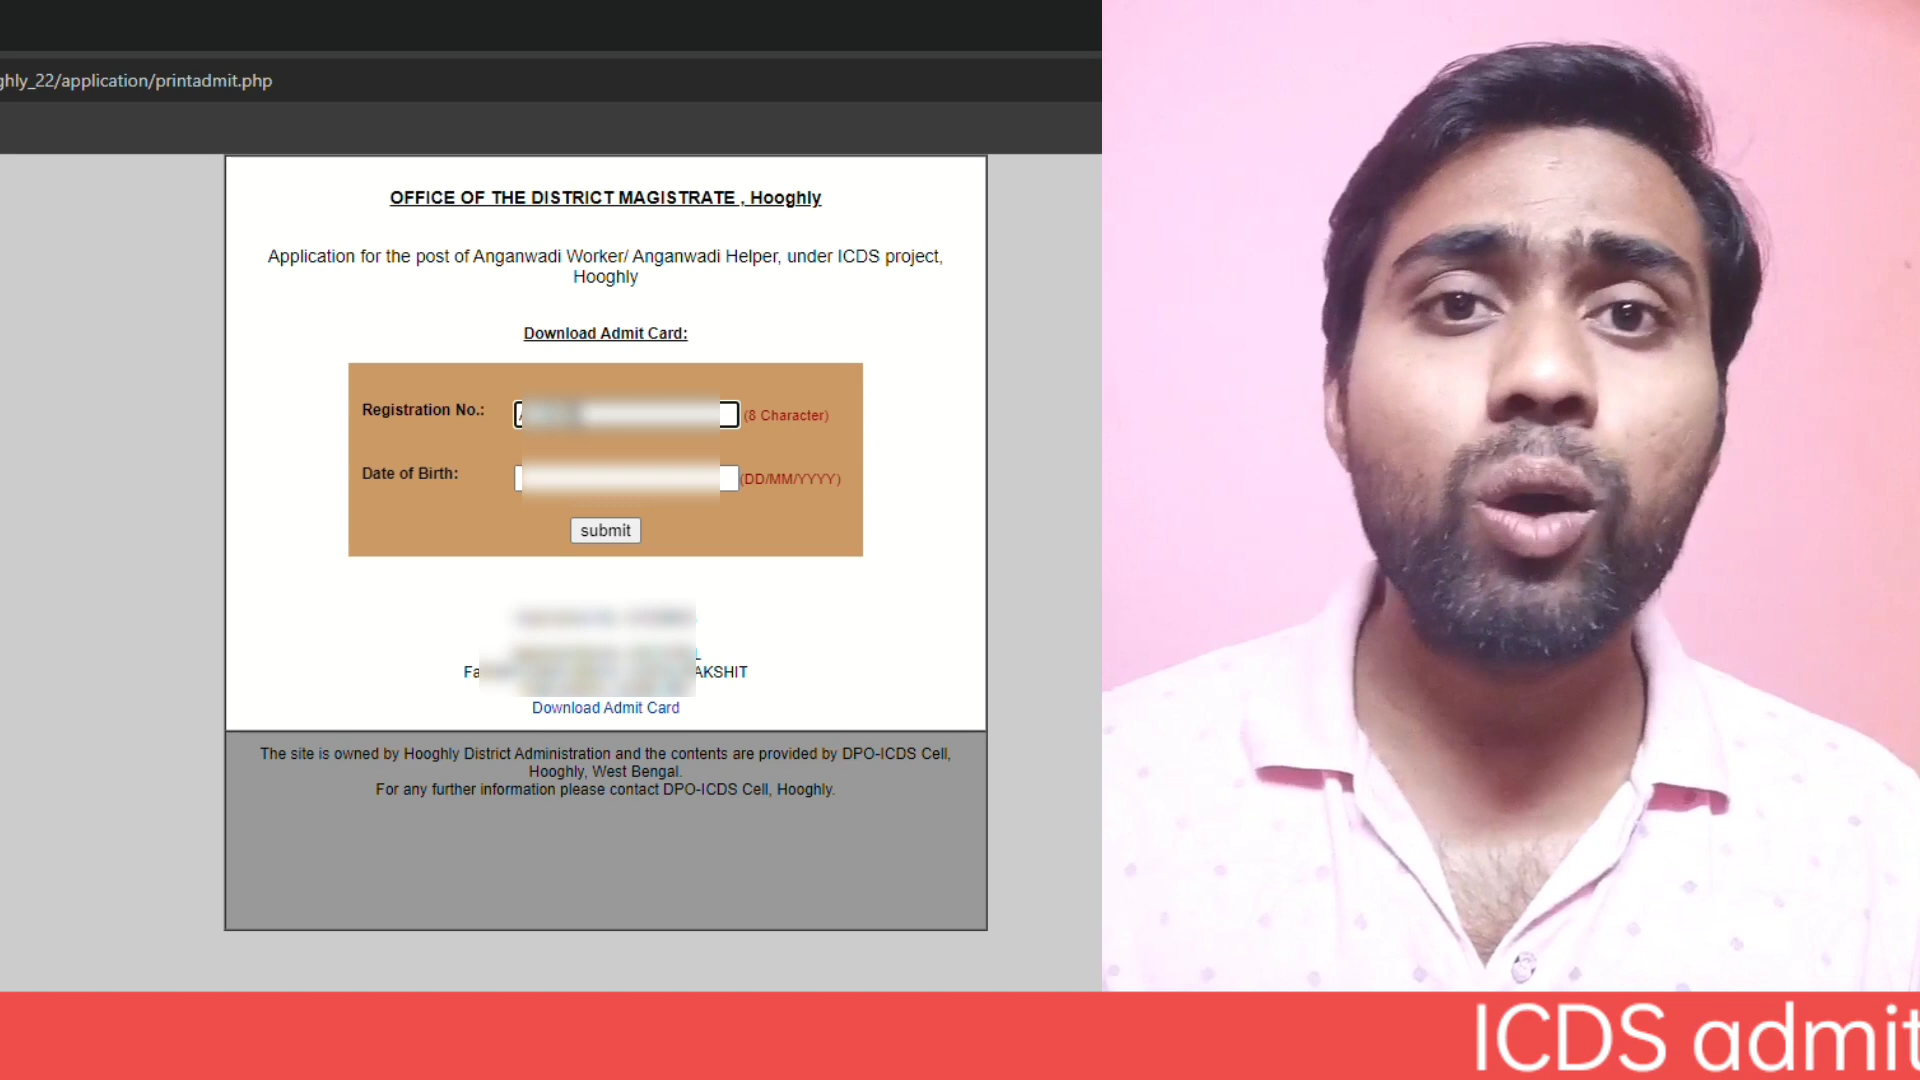 ghly_22/application/printadmit.php
OFFICE OF THE DISTRICT MAGISTRATE , Hooghly
Application for the post of Anganwadi Worker/ Anganwadi Helper, under ICDS project,
Hooghly
Download Admit Card:
Registration No.: (8 Character)
Date of Birth: (DD/MM/YYYY)
submit
Download Admit Card
The site is owned by Hooghly District Administration and the contents are provided by DPO-ICDS Cell,
Hooghly, West Bengal.
For any further information please contact DPO-ICDS Cell, Hooghly.
ICDS admit